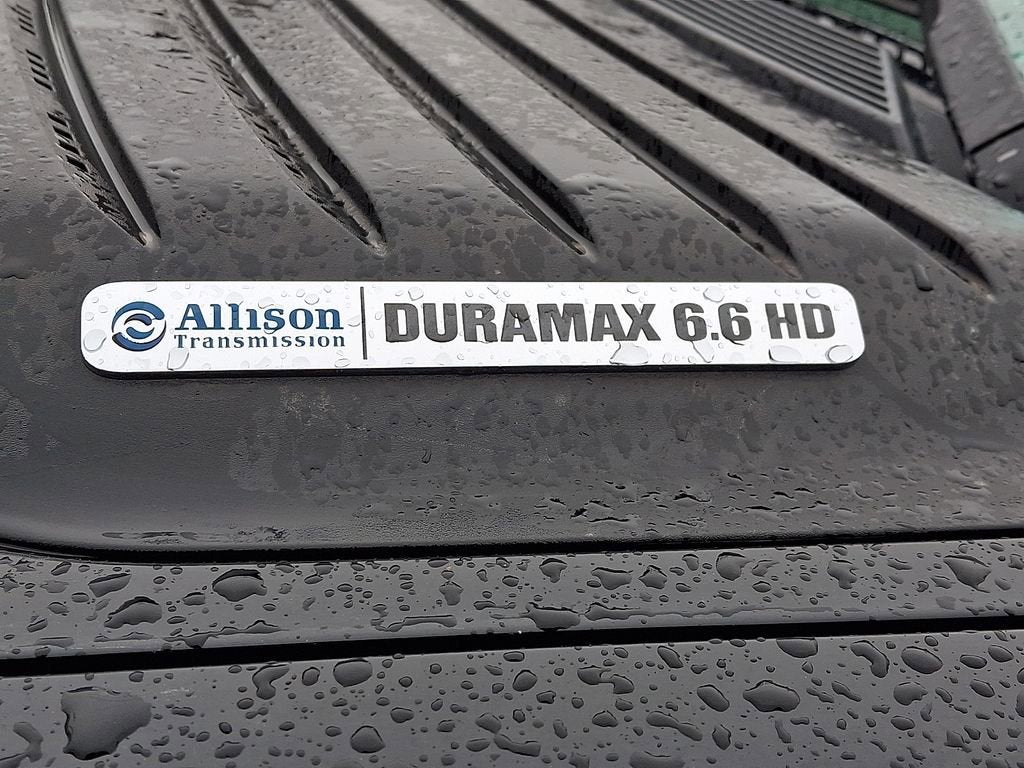 Allison DURAMAX 6.6 HD
Transmission